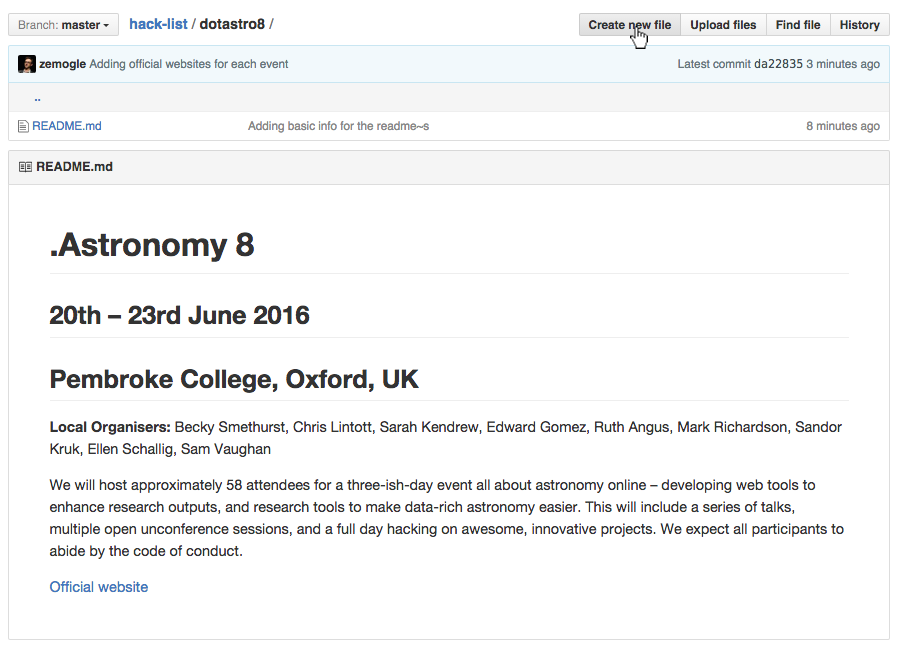 Branch: master hack-list / dotastro8 / Create new file Upload files Find file History
zemogle Adding official websites for each event Latest commit da22835 3 minutes ago
..
README.md Adding basic info for the readme~s 8 minutes ago
README.md
.Astronomy 8
20th – 23rd June 2016
Pembroke College, Oxford, UK
Local Organisers: Becky Smethurst, Chris Lintott, Sarah Kendrew, Edward Gomez, Ruth Angus, Mark Richardson, Sandor
Kruk, Ellen Schallig, Sam Vaughan
We will host approximately 58 attendees for a three-ish-day event all about astronomy online – developing web tools to
enhance research outputs, and research tools to make data-rich astronomy easier. This will include a series of talks,
multiple open unconference sessions, and a full day hacking on awesome, innovative projects. We expect all participants to
abide by the code of conduct.
Official website